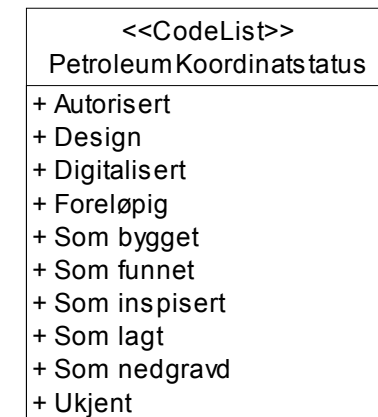 <<CodeList>>
PetroleumKoordinatstatus
+ Autorisert
+ Design
+ Digitalisert
+ Foreløpig
+ Som bygget
+ Som funnet
+ Som inspisert
+ Som lagt
+ Som nedgravd
+ Ukjent